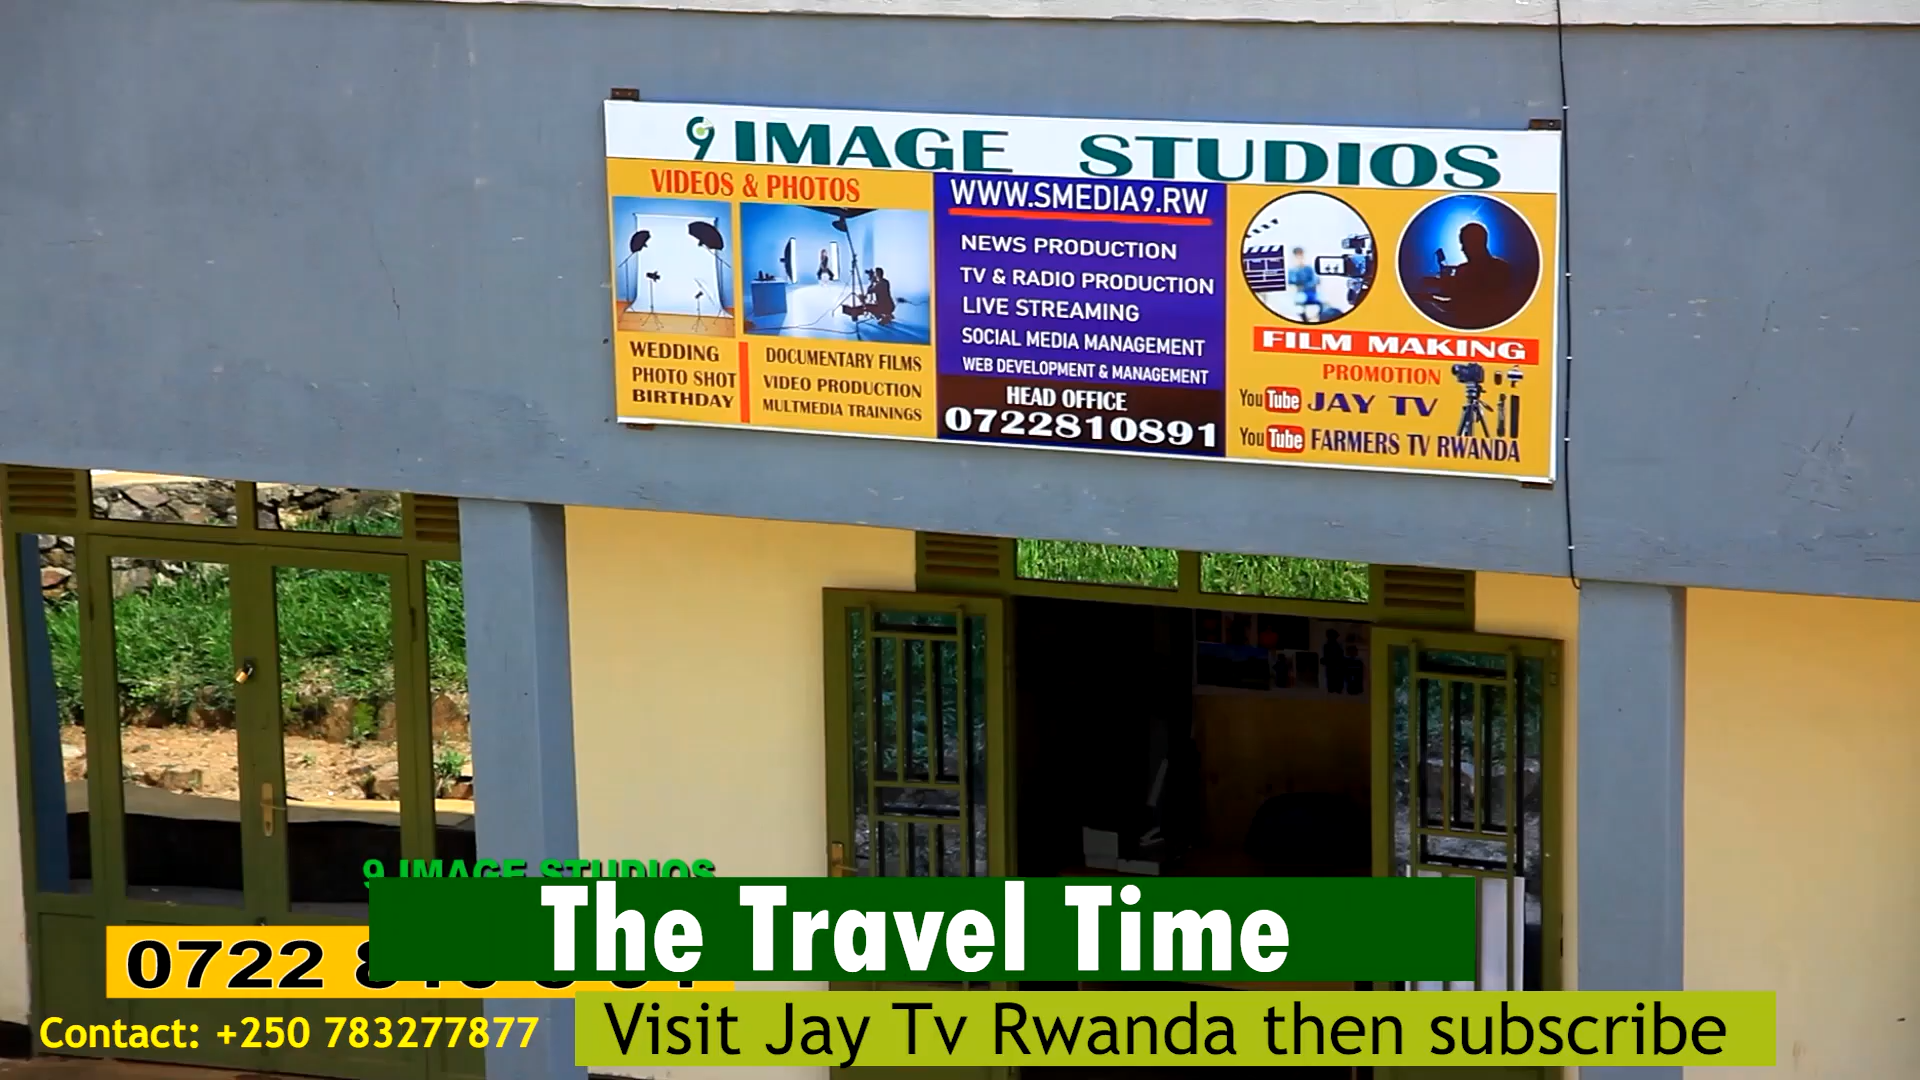 9 IMAGE STUDIOS
VIDEOS & PHOTOS
WEDDING
PHOTO SHOT
BIRTHDAY
DOCUMENTARY FILMS
VIDEO PRODUCTION
MULTMEDIA TRAININGS
WWW.SMEDIA9.RW
NEWS PRODUCTION
TV & RADIO PRODUCTION
LIVE STREAMING
SOCIAL MEDIA MANAGEMENT
WEB DEVELOPMENT & MANAGEMENT
HEAD OFFICE
0722810891
FILM MAKING
PROMOTION
YouTube JAY TV
YouTube FARMERS TV RWANDA
9 IMAGE STUDIOS
The Travel Time
0722
Contact: +250 783277877
Visit Jay Tv Rwanda then subscribe